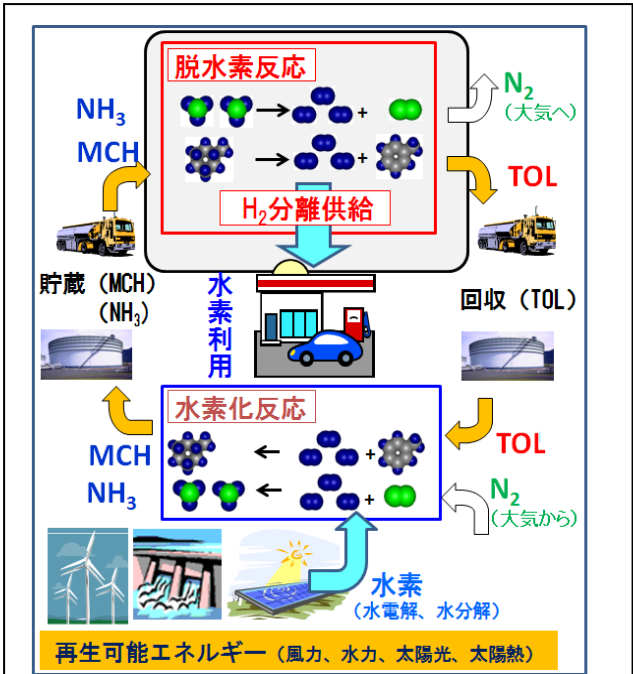 脱水素反応
NH₃
MCH
→
+
→
+
N₂
(大気へ)
TOL
H₂分離供給
貯蔵(MCH)
(NH₃)
水素利用
回収(TOL)
水素化反応
MCH
NH₃
←
+
←
+
TOL
N₂
(大気から)
水素
(水電解、水分解)
再生可能エネルギー(風力、水力、太陽光、太陽熱)